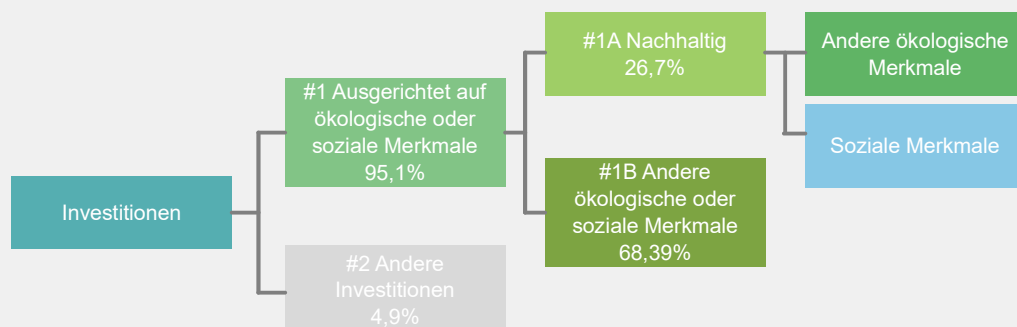 Investitionen
#1 Ausgerichtet auf
ökologische oder
soziale Merkmale
95,1%
#2 Andere
Investitionen
4,9%
#1A Nachhaltig
26,7%
#1B Andere
ökologische oder
soziale Merkmale
68,39%
Andere ökologische
Merkmale
Soziale Merkmale